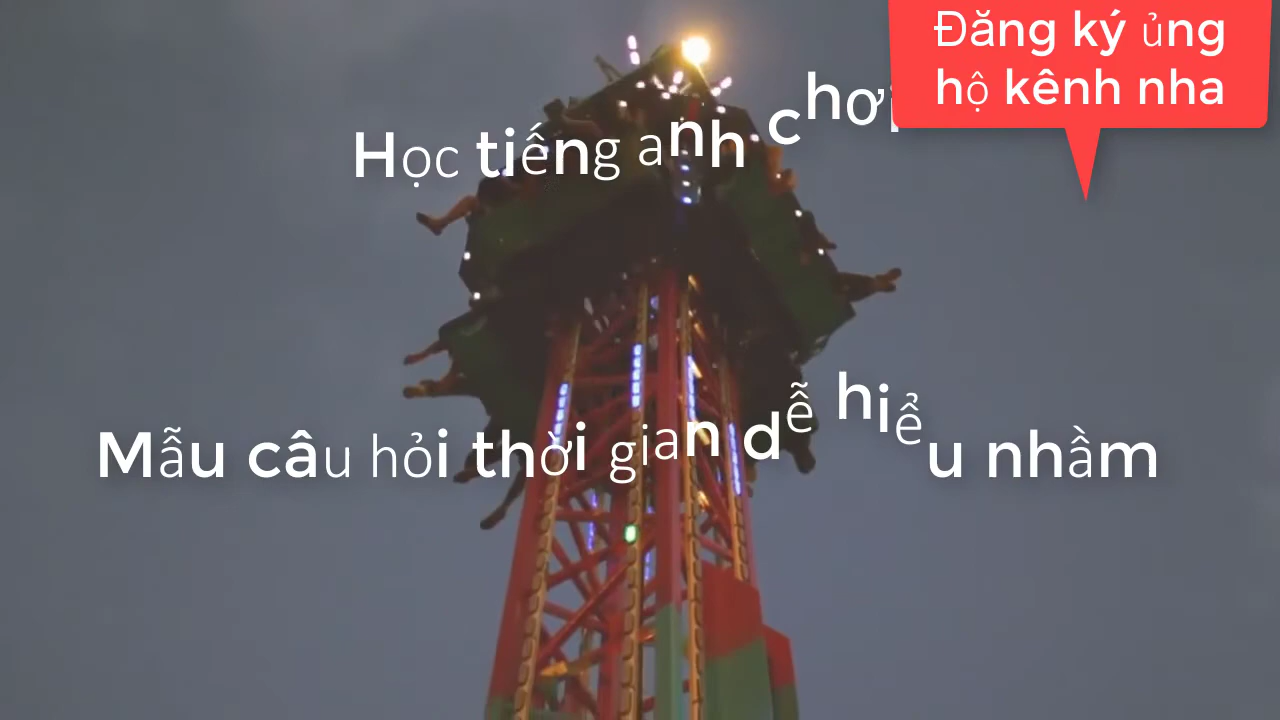 Đăng ký ủng
hộ kênh nha
Học tiếng anh chơi
Mẫu câu hỏi thời gian dễ hiểu nhầm